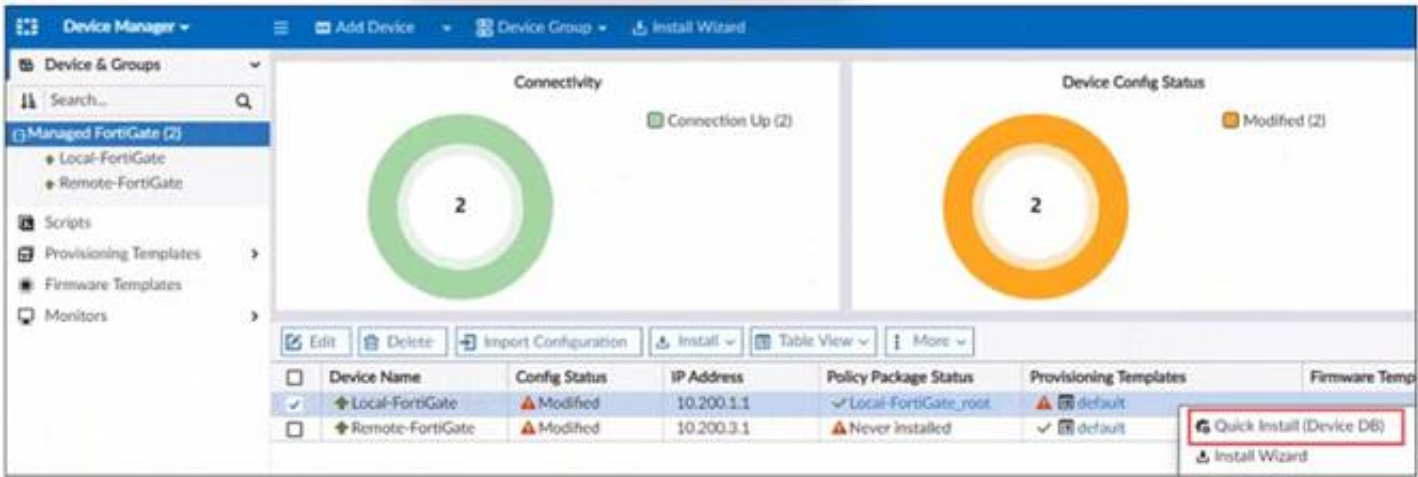 Device Manager
Add Device
Device Group
Install Wizard
Device & Groups
Search...
Managed FortiGate (2)
Local-FortiGate
Remote-FortiGate
Scripts
Provisioning Templates
Firmware Templates
Monitors
Connectivity
Connection Up (2)
2
Device Config Status
Modified (2)
2
Edit Delete Import Configuration Install Table View More
Device Name Config Status IP Address Policy Package Status Provisioning Templates Firmware Temp
Local-FortiGate Modified 10.200.1.1 Local-FortiGate_root default
Remote-FortiGate Modified 10.200.3.1 Never installed default
Quick Install (Device DB)
Install Wizard